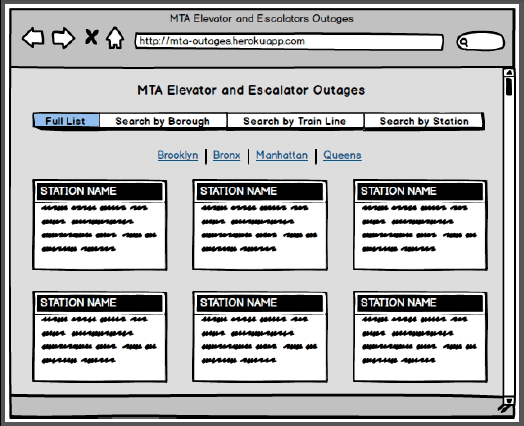 MTA Elevator and Escalators Outages
http://mta-outages.herokuapp.com
MTA Elevator and Escalator Outages
Full List Search by Borough Search by Train Line Search by Station
Brooklyn | Bronx | Manhattan | Queens
STATION NAME STATION NAME STATION NAME
STATION NAME STATION NAME STATION NAME